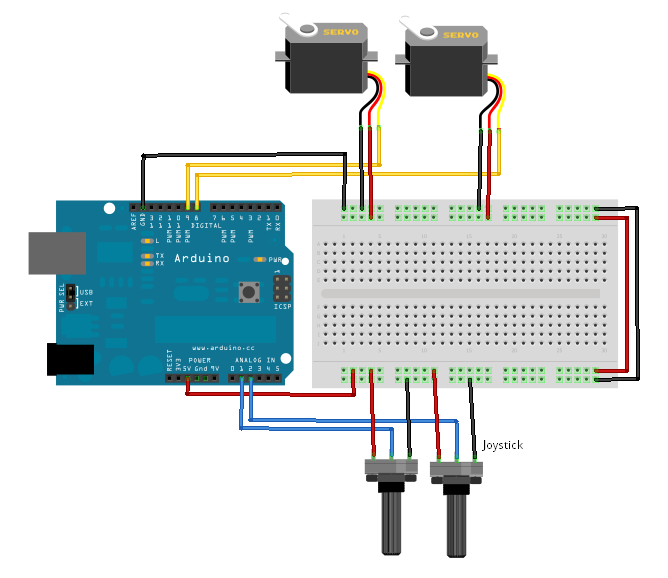 SERVO
SERVO
AREF
GND
13
12
11
10
9
8
7
6
5
4
3
2
1
0
PWM
PWM
PWM
PWM
PWM
PWM
TX
RX
DIGITAL
L
TX
RX
Arduino
PWR
1
ICSP
PWR SEL
USB
EXT
www.arduino.cc
POWER
ANALOG IN
RESET
3V3
5V
Gnd
9V
0 1 2 3 4 5
Joystick